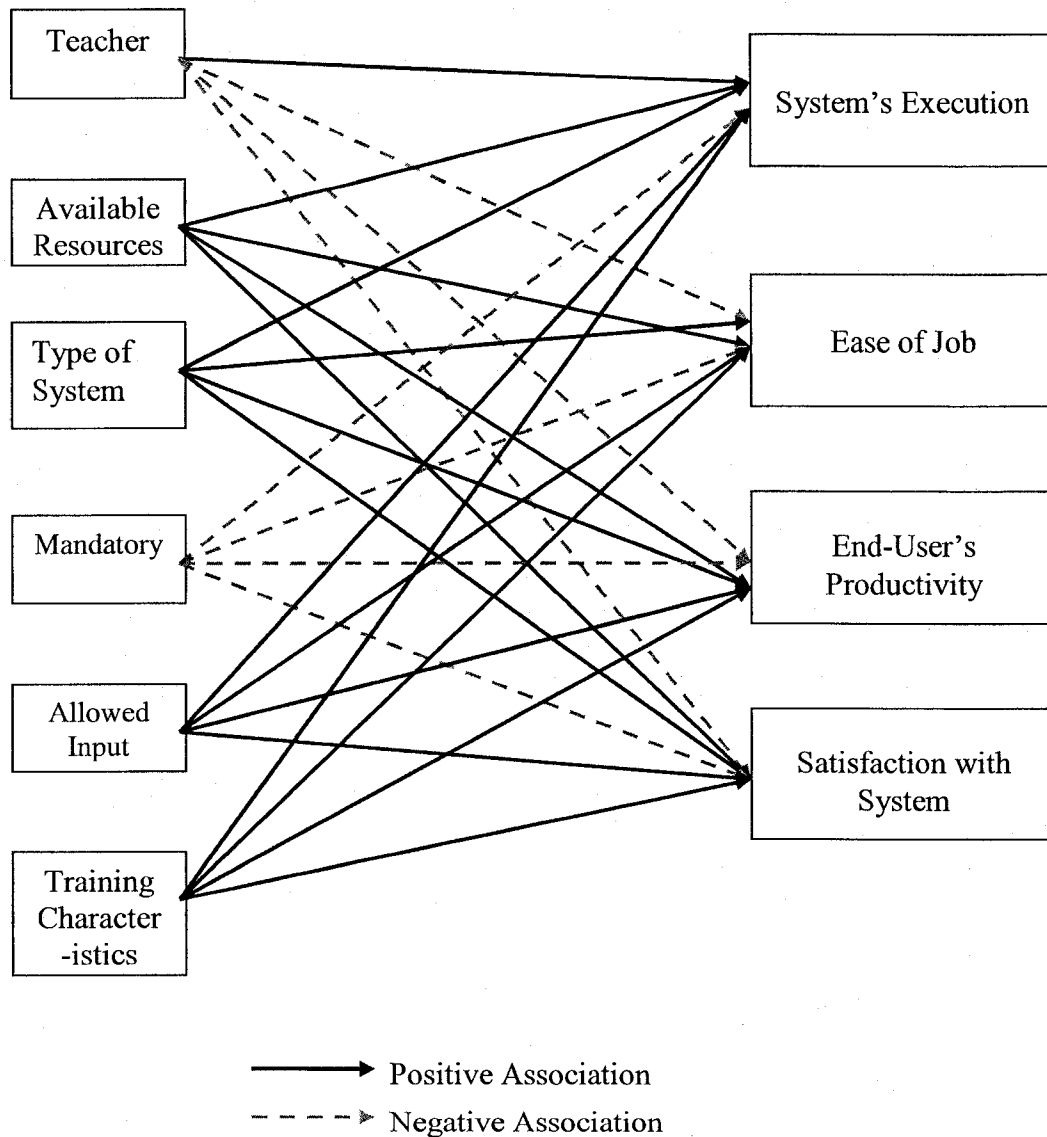 Teacher
Available
Resources
Type of
System
Mandatory
Allowed
Input
Training
Character
-istics
System's Execution
Ease of Job
End-User's
Productivity
Satisfaction with
System
Positive Association
Negative Association